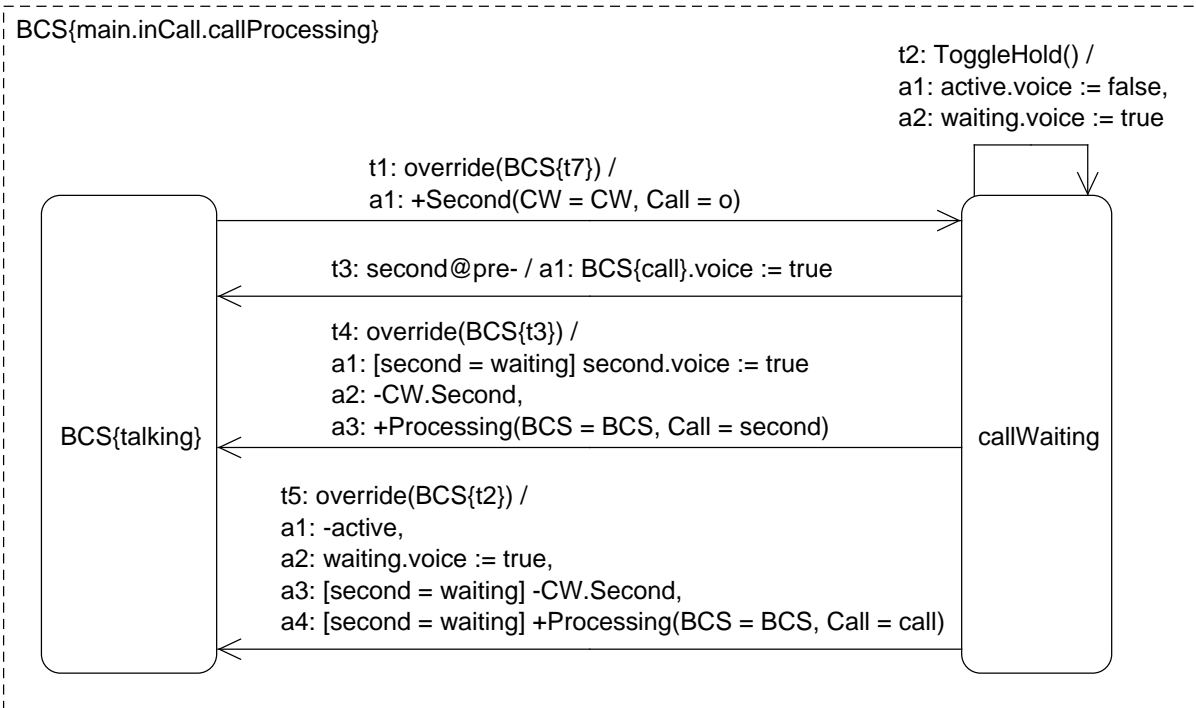 BCS{main.inCall.callProcessing}
t2: ToggleHold() /
a1: active.voice := false,
a2: waiting.voice := true
t1: override(BCS{t7}) /
a1: +Second(CW = CW, Call = o)
t3: second@pre- / a1: BCS{call}.voice := true
t4: override(BCS{t3}) /
a1: [second = waiting] second.voice := true
a2: -CW.Second,
a3: +Processing(BCS = BCS, Call = second)
BCS{talking}
callWaiting
t5: override(BCS{t2}) /
a1: -active,
a2: waiting.voice := true,
a3: [second = waiting] -CW.Second,
a4: [second = waiting] +Processing(BCS = BCS, Call = call)